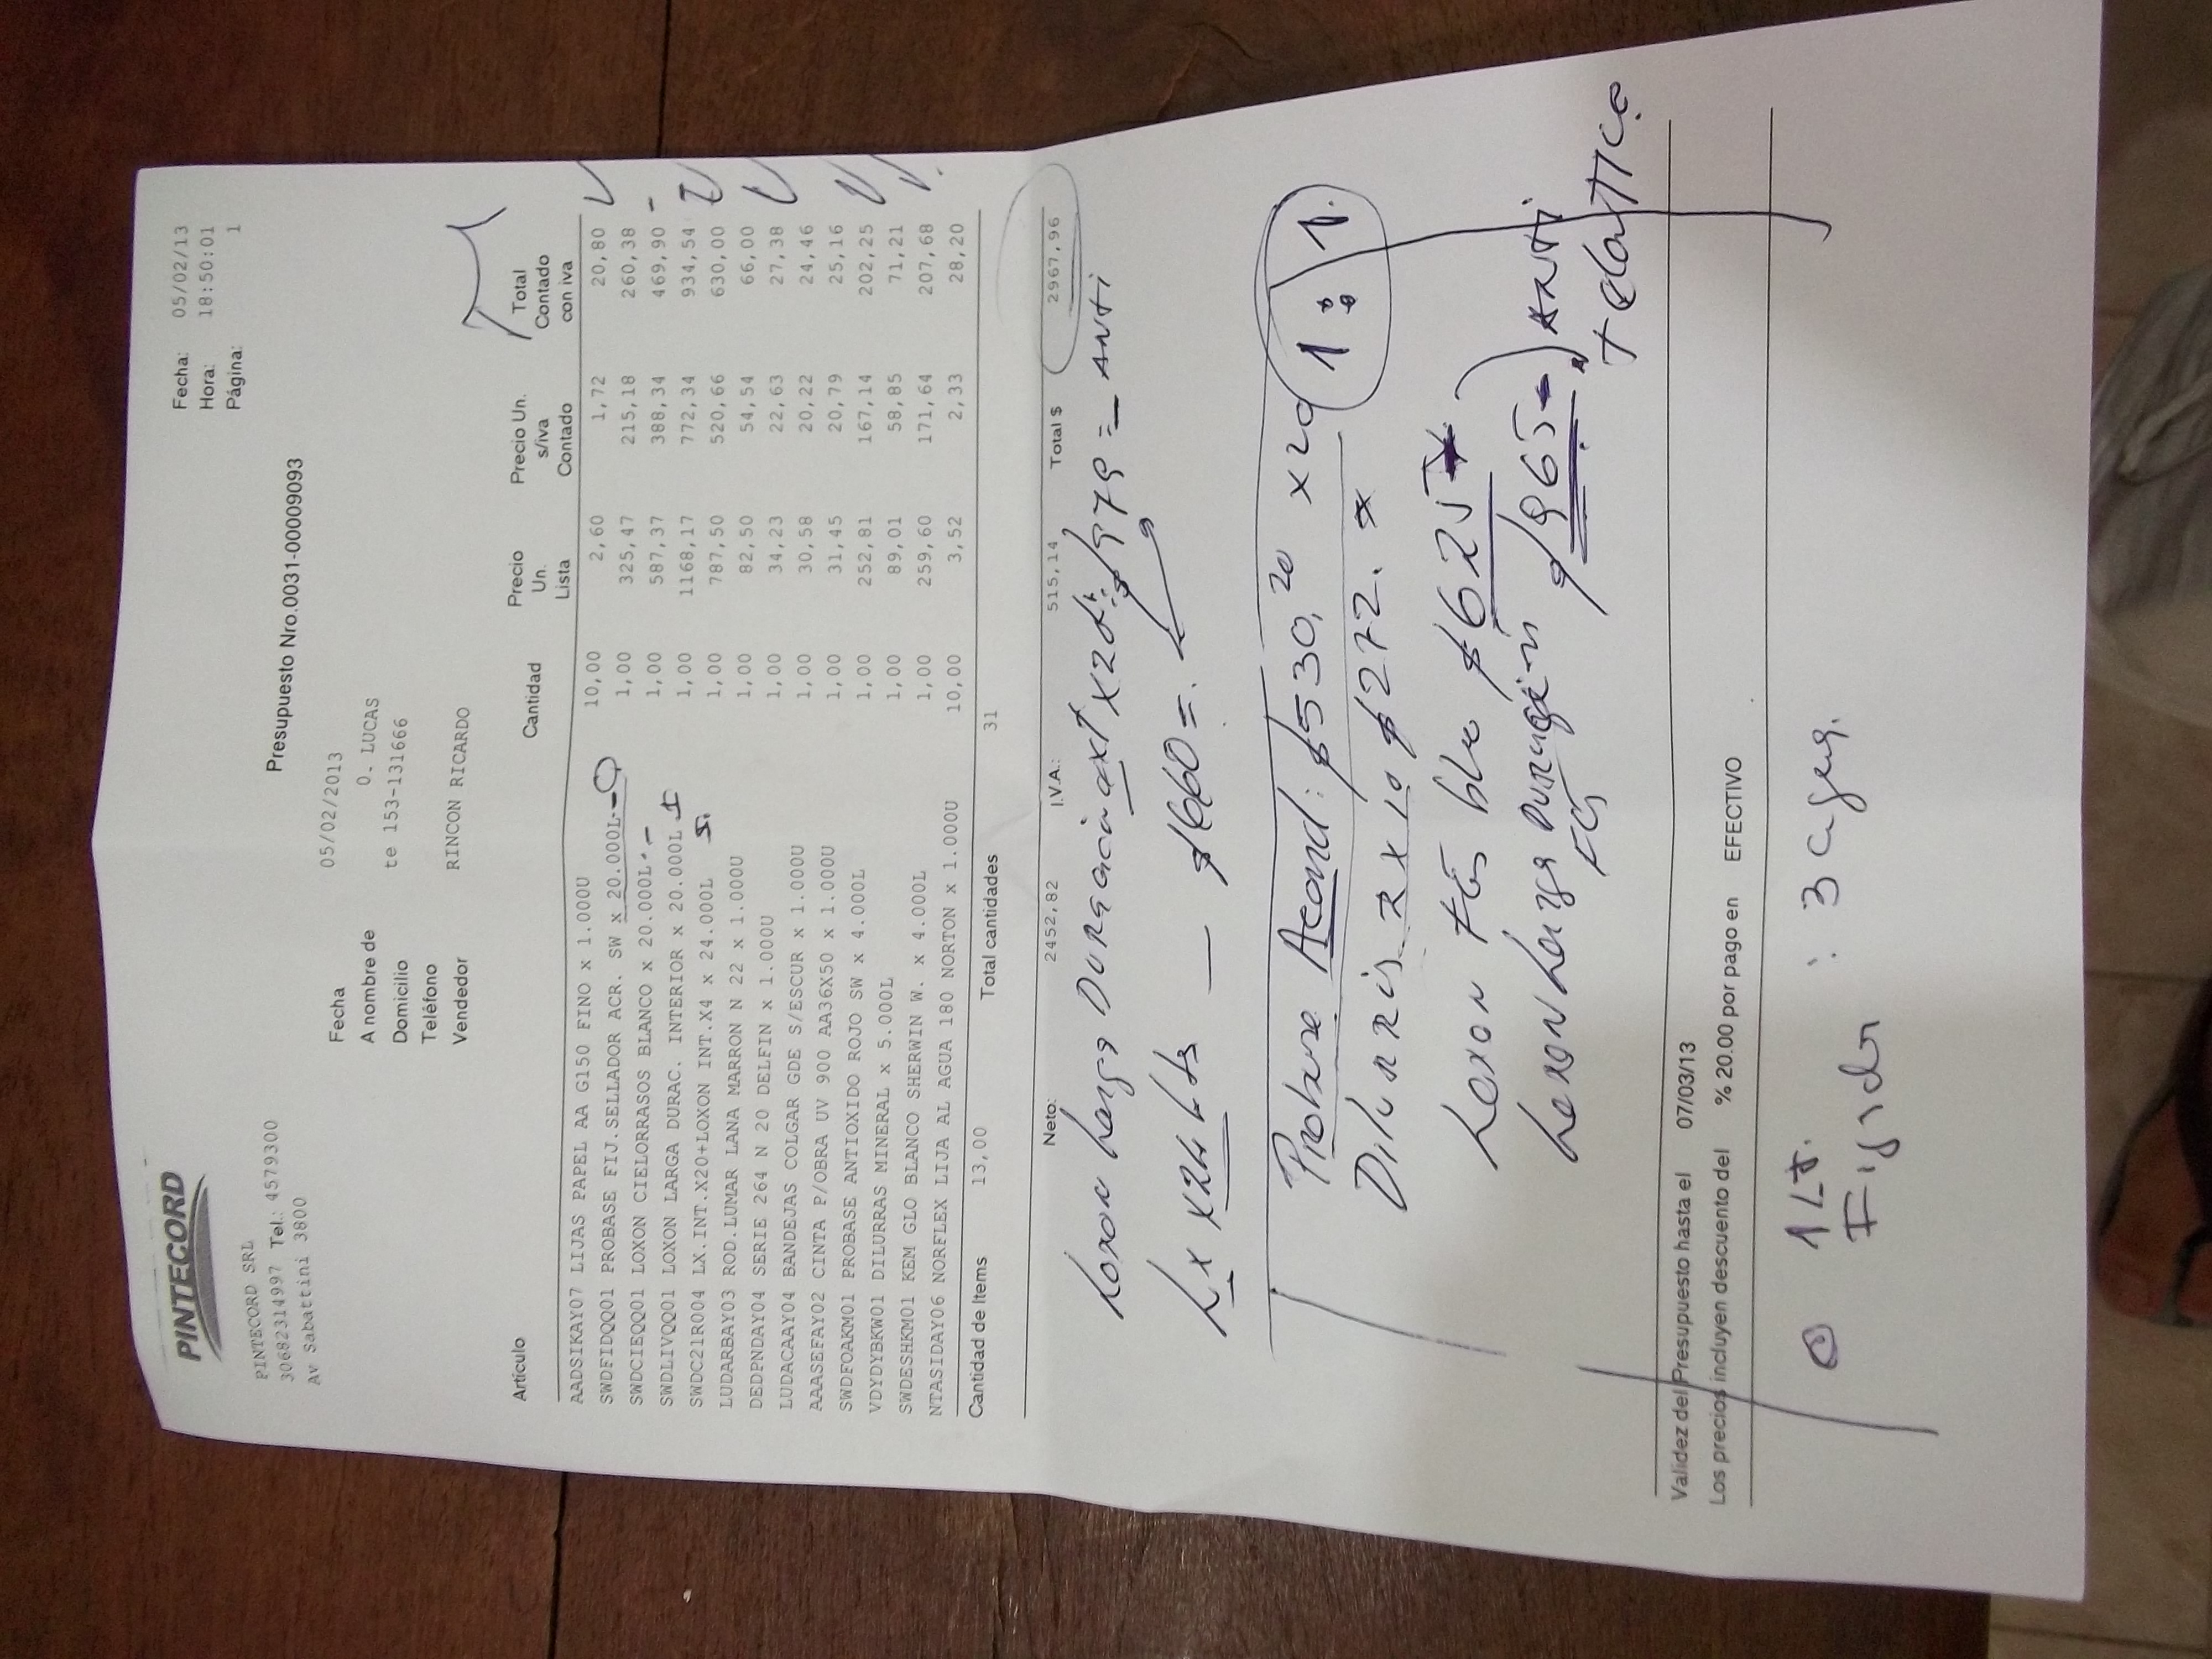 PINTECORD
PINTECORD SRL
30682314997 Tel.: 4579300
AV Sabattini 3800
Fecha: 05/02/13
Hora: 18:50:01
Página: 1
Presupuesto Nro.0031-00009093
Fecha 05/02/2013
A nombre de O. LUCAS
Domicilio te 153-131666
Teléfono
Vendedor RINCON RICARDO
Artículo Cantidad Precio Un. Lista Precio Un. s/iva Contado Total Contado con iva
AADSIKAY07 LIJAS PAPEL AA G150 FINO x 1.000U 10,00 2,60 1,72 20,80
SWDFIDQQ01 PROBASE FIJ.SELLADOR ACR. SW x 20.000L 1,00 325,47 215,18 260,38
SWDCIEQQ01 LOXON CIELORRASOS BLANCO x 20.000L 1,00 587,37 388,34 469,90
SWDLIVQQ01 LOXON LARGA DURAC. INTERIOR x 20.000L 1,00 1168,17 772,34 934,54
SWDC21R004 LX.INT.X20+LOXON INT.X4 x 24.000L 1,00 787,50 520,66 630,00
LUDARBAY03 ROD.LUMAR LANA MARRON N 22 x 1.000U 1,00 82,50 54,54 66,00
DEDPNDAY04 SERIE 264 N 20 DELFIN x 1.000U 1,00 34,23 22,63 27,38
LUDACAAY04 BANDEJAS COLGAR GDE S/ESCUR x 1.000U 1,00 30,58 20,22 24,46
AAASEFAY02 CINTA P/OBRA UV 900 AA36X50 x 1.000U 1,00 31,45 20,79 25,16
SWDFOAKM01 PROBASE ANTIOXIDO ROJO SW x 4.000L 1,00 252,81 167,14 202,25
VDYDYBKW01 DILURRAS MINERAL x 5.000L 1,00 89,01 58,85 71,21
SWDESHKM01 KEM GLO BLANCO SHERWIN W. x 4.000L 1,00 259,60 171,64 207,68
NTASIDAY06 NORFLEX LIJA AL AGUA 180 NORTON x 1.000U 10,00 3,52 2,33 28,20
Cantidad de Items 13,00 Total cantidades 31
Neto: 2452,82 I.V.A.: 515,14 Total $ 2967,96
Loxon Larga Duracion ext x20 Lt. $979= Anti
Lx x24 Lts — $660=
Probase Acond: $530,20 x20 1:1
x Lo $272.
Loxon bco $625
Loxon Larga Duracion $965 Anti
+ elastico
Validez del Presupuesto hasta el 07/03/13
Los precios incluyen descuento del % 20.00 por pago en EFECTIVO
1 Lt. : 3 agua.
Fijador